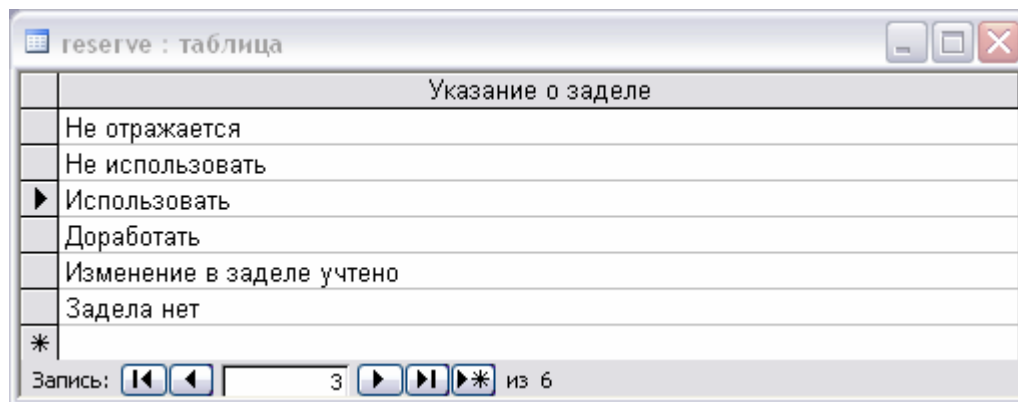 reserve : таблица
Указание о заделе
Не отражается
Не использовать
Использовать
Доработать
Изменение в заделе учтено
Задела нет
Запись: 3 из 6